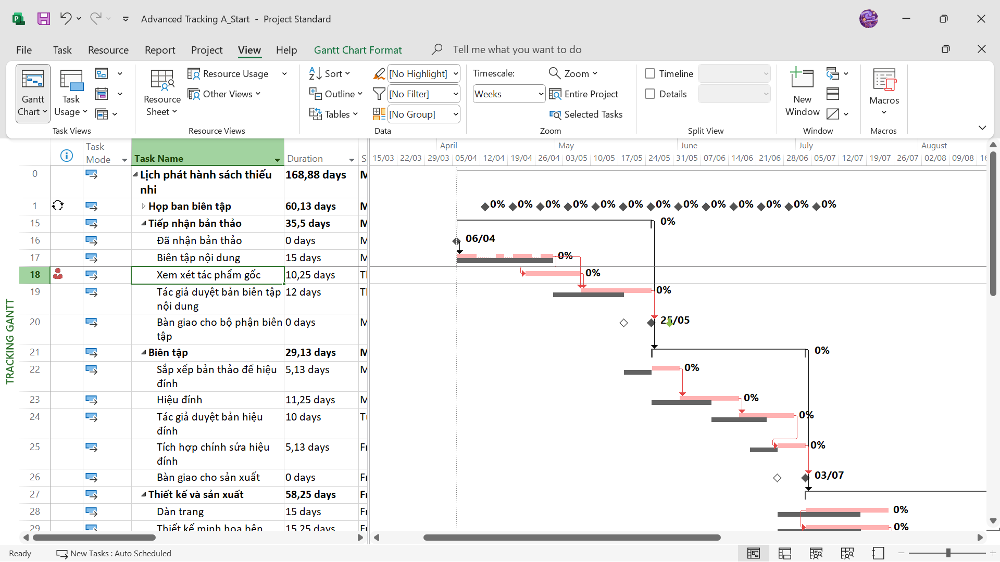 Advanced Tracking A_Start - Project Standard
File Task Resource Report Project View Help Gantt Chart Format Tell me what you want to do
Gantt Chart
Task Usage
Task Views
Resource Sheet
Resource Usage
Other Views
Resource Views
Sort
Outline
Tables
[No Highlight]
[No Filter]
[No Group]
Data
Timescale:
Weeks
Zoom
Entire Project
Selected Tasks
Zoom
Timeline
Details
Split View
New Window
Window
Macros
Macros
Task Mode Task Name Duration S
April May June July August
15/03 22/03 29/03 05/04 12/04 19/04 26/04 03/05 10/05 17/05 24/05 31/05 07/06 14/06 21/06 28/06 05/07 12/07 19/07 26/07 02/08 09/08 16
TRACKING GANTT
0 Lịch phát hành sách thiếu nhi 168,88 days M
1 Họp ban biên tập 60,13 days M 0% 0% 0% 0% 0% 0% 0% 0% 0% 0% 0% 0% 0%
15 Tiếp nhận bản thảo 35,5 days M 0%
16 Đã nhận bản thảo 0 days M 06/04
17 Biên tập nội dung 15 days M 0%
18 Xem xét tác phẩm gốc 10,25 days Th 0%
19 Tác giả duyệt bản biên tập nội dung 12 days Th 0%
20 Bàn giao cho bộ phận biên tập 0 days M 25/05
21 Biên tập 29,13 days M 0%
22 Sắp xếp bản thảo để hiệu đính 5,13 days M 0%
23 Hiệu đính 11,25 days M 0%
24 Tác giả duyệt bản hiệu đính 10 days Tu 0%
25 Tích hợp chỉnh sửa hiệu đính 5,13 days Fr 0%
26 Bàn giao cho sản xuất 0 days Fr 03/07
27 Thiết kế và sản xuất 58,25 days Fr
28 Dàn trang 15 days Fr 0%
29 Thiết kế minh họa bên 15,25 days Fr 0%
Ready New Tasks : Auto Scheduled